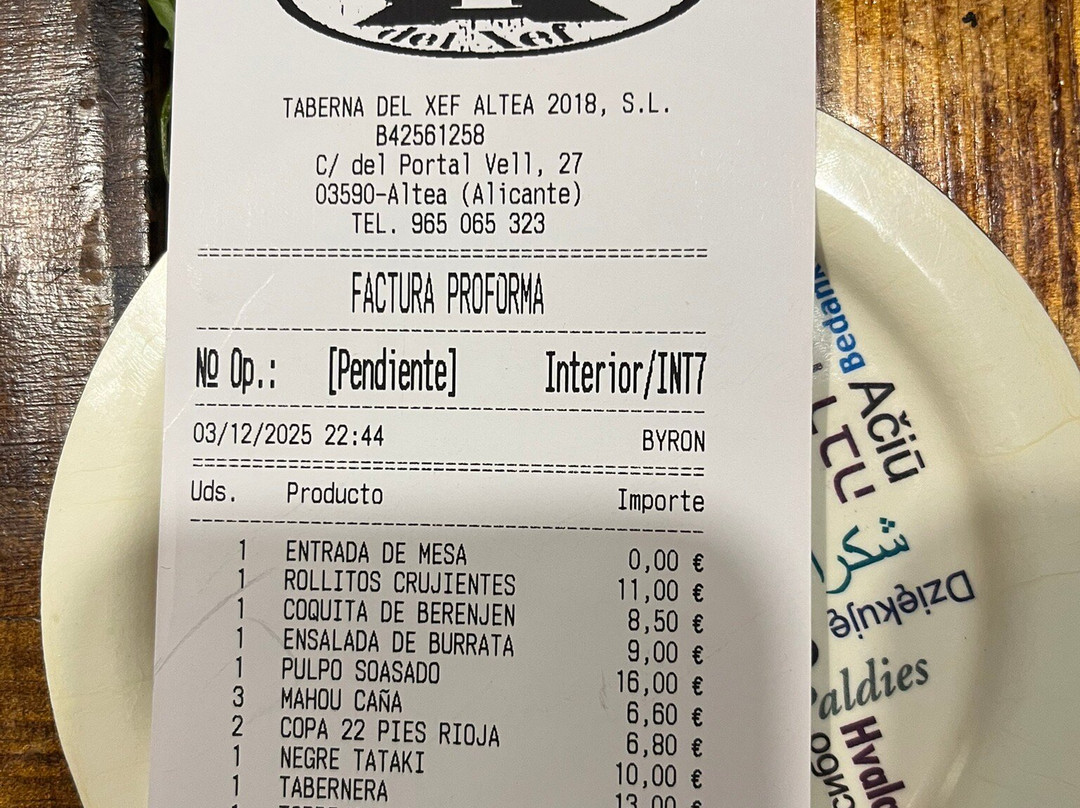 del Xef
TABERNA DEL XEF ALTEA 2018, S.L.
B42561258
C/ del Portal Vell, 27
03590-Altea (Alicante)
TEL. 965 065 323
FACTURA PROFORMA
Nº Op.: [Pendiente] Interior/INT7
03/12/2025 22:44 BYRON
Uds. Producto Importe
1 ENTRADA DE MESA 0,00 €
1 ROLLITOS CRUJIENTES 11,00 €
1 COQUITA DE BERENJEN 8,50 €
1 ENSALADA DE BURRATA 9,00 €
1 PULPO SOASADO 16,00 €
3 MAHOU CAÑA 6,60 €
2 COPA 22 PIES RIOJA 6,80 €
1 NEGRE TATAKI 10,00 €
1 TABERNERA 13,00 €
Ačiū
شكرا
Dziękuję